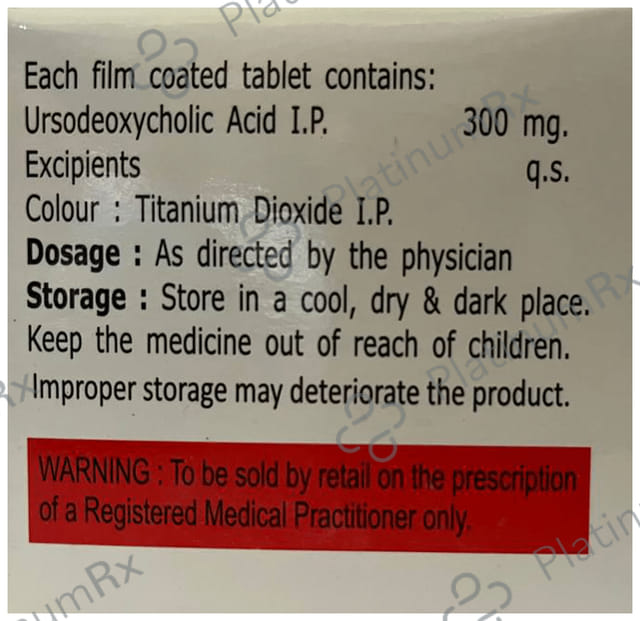 Each film coated tablet contains:
Ursodeoxycholic Acid I.P. 300 mg.
Excipients q.s.
Colour : Titanium Dioxide I.P.
Dosage : As directed by the physician
Storage : Store in a cool, dry & dark place.
Keep the medicine out of reach of children.
Improper storage may deteriorate the product.
WARNING : To be sold by retail on the prescription
of a Registered Medical Practitioner only.
PlatinumRx